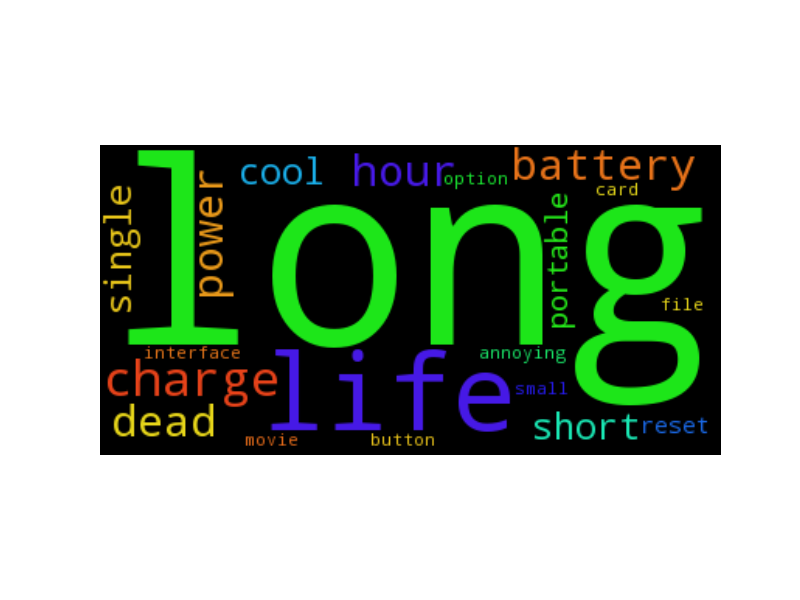 cool
hour
option
battery
card
single
power
long
portable
file
interface
annoying
charge
life
small
dead
short
reset
movie
button